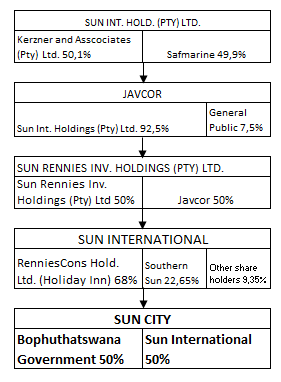 SUN INT. HOLD. (PTY) LTD.
Kerzner and Asscociates
(Pty) Ltd. 50,1%
Safmarine 49,9%
JAVCOR
Sun Int. Holdings (Pty) Ltd. 92,5%
General
Public 7,5%
SUN RENNIES INV. HOLDINGS (PTY) LTD.
Sun Rennies Inv.
Holdings (Pty) Ltd 50%
Javcor 50%
SUN INTERNATIONAL
RenniesCons Hold.
Ltd. (Holiday Inn) 68%
Southern
Sun 22,65%
Other share
holders 9,35%
SUN CITY
Bophuthatswana
Government 50%
Sun International
50%